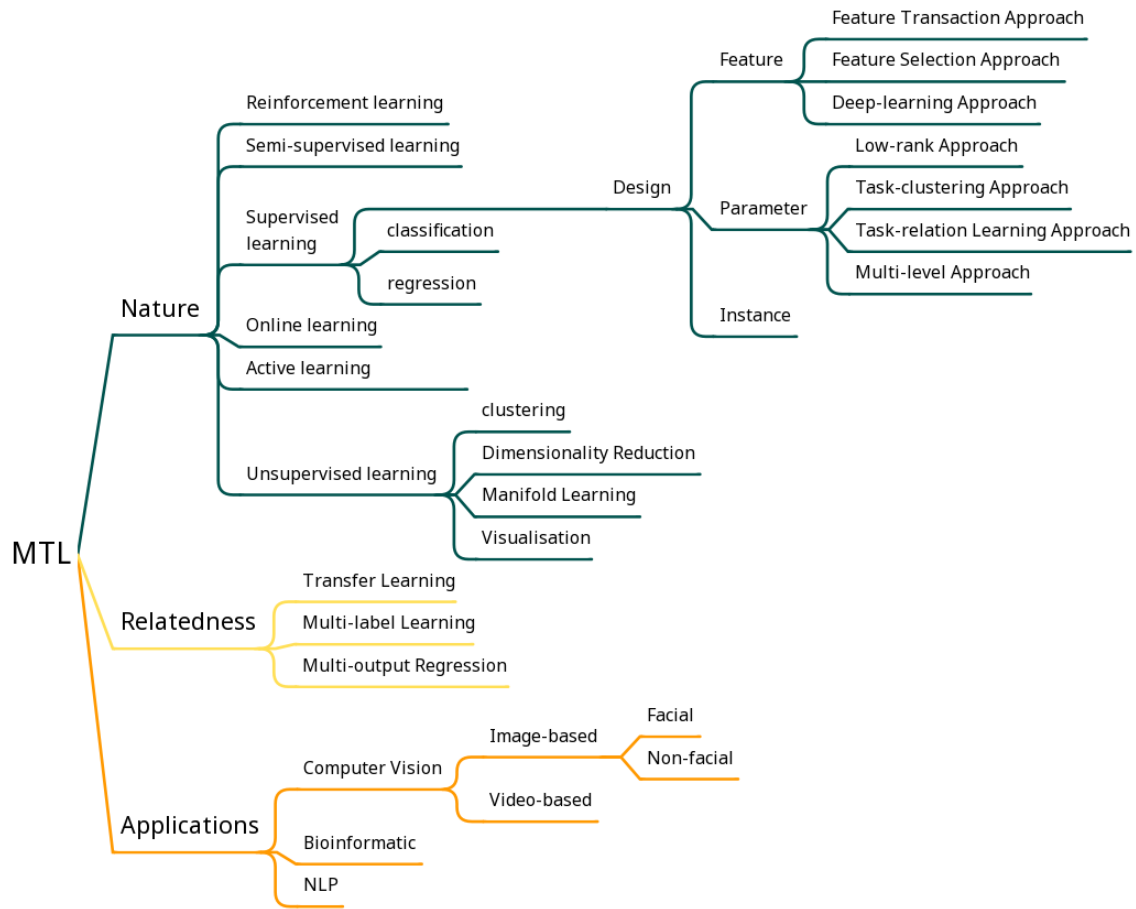 Feature Transaction Approach
Feature
Feature Selection Approach
Deep-learning Approach
Reinforcement learning
Semi-supervised learning
Low-rank Approach
Design
Task-clustering Approach
Parameter
Supervised
learning
classification
Task-relation Learning Approach
regression
Multi-level Approach
Nature
Instance
Online learning
Active learning
clustering
Dimensionality Reduction
Unsupervised learning
Manifold Learning
Visualisation
MTL
Transfer Learning
Relatedness
Multi-label Learning
Multi-output Regression
Facial
Image-based
Non-facial
Computer Vision
Video-based
Applications
Bioinformatic
NLP